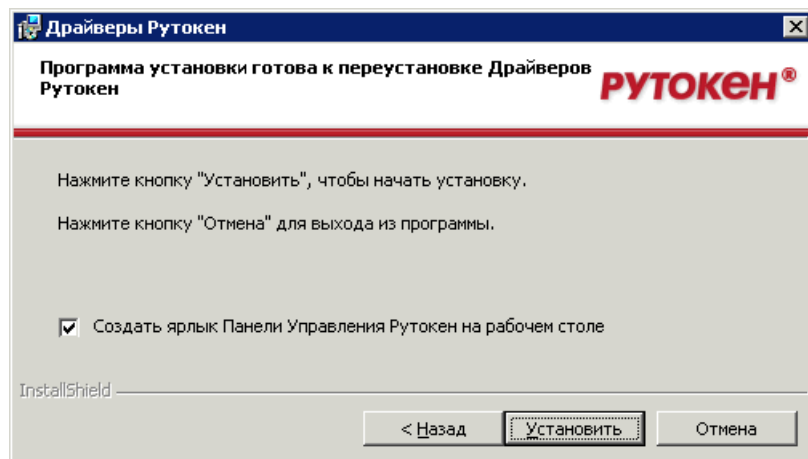 Драйверы Рутокен
Программа установки готова к переустановке Драйверов
Рутокен
РУТОКЕН®
Нажмите кнопку "Установить", чтобы начать установку.
Нажмите кнопку "Отмена" для выхода из программы.
Создать ярлык Панели Управления Рутокен на рабочем столе
InstallShield
< Назад
Установить
Отмена